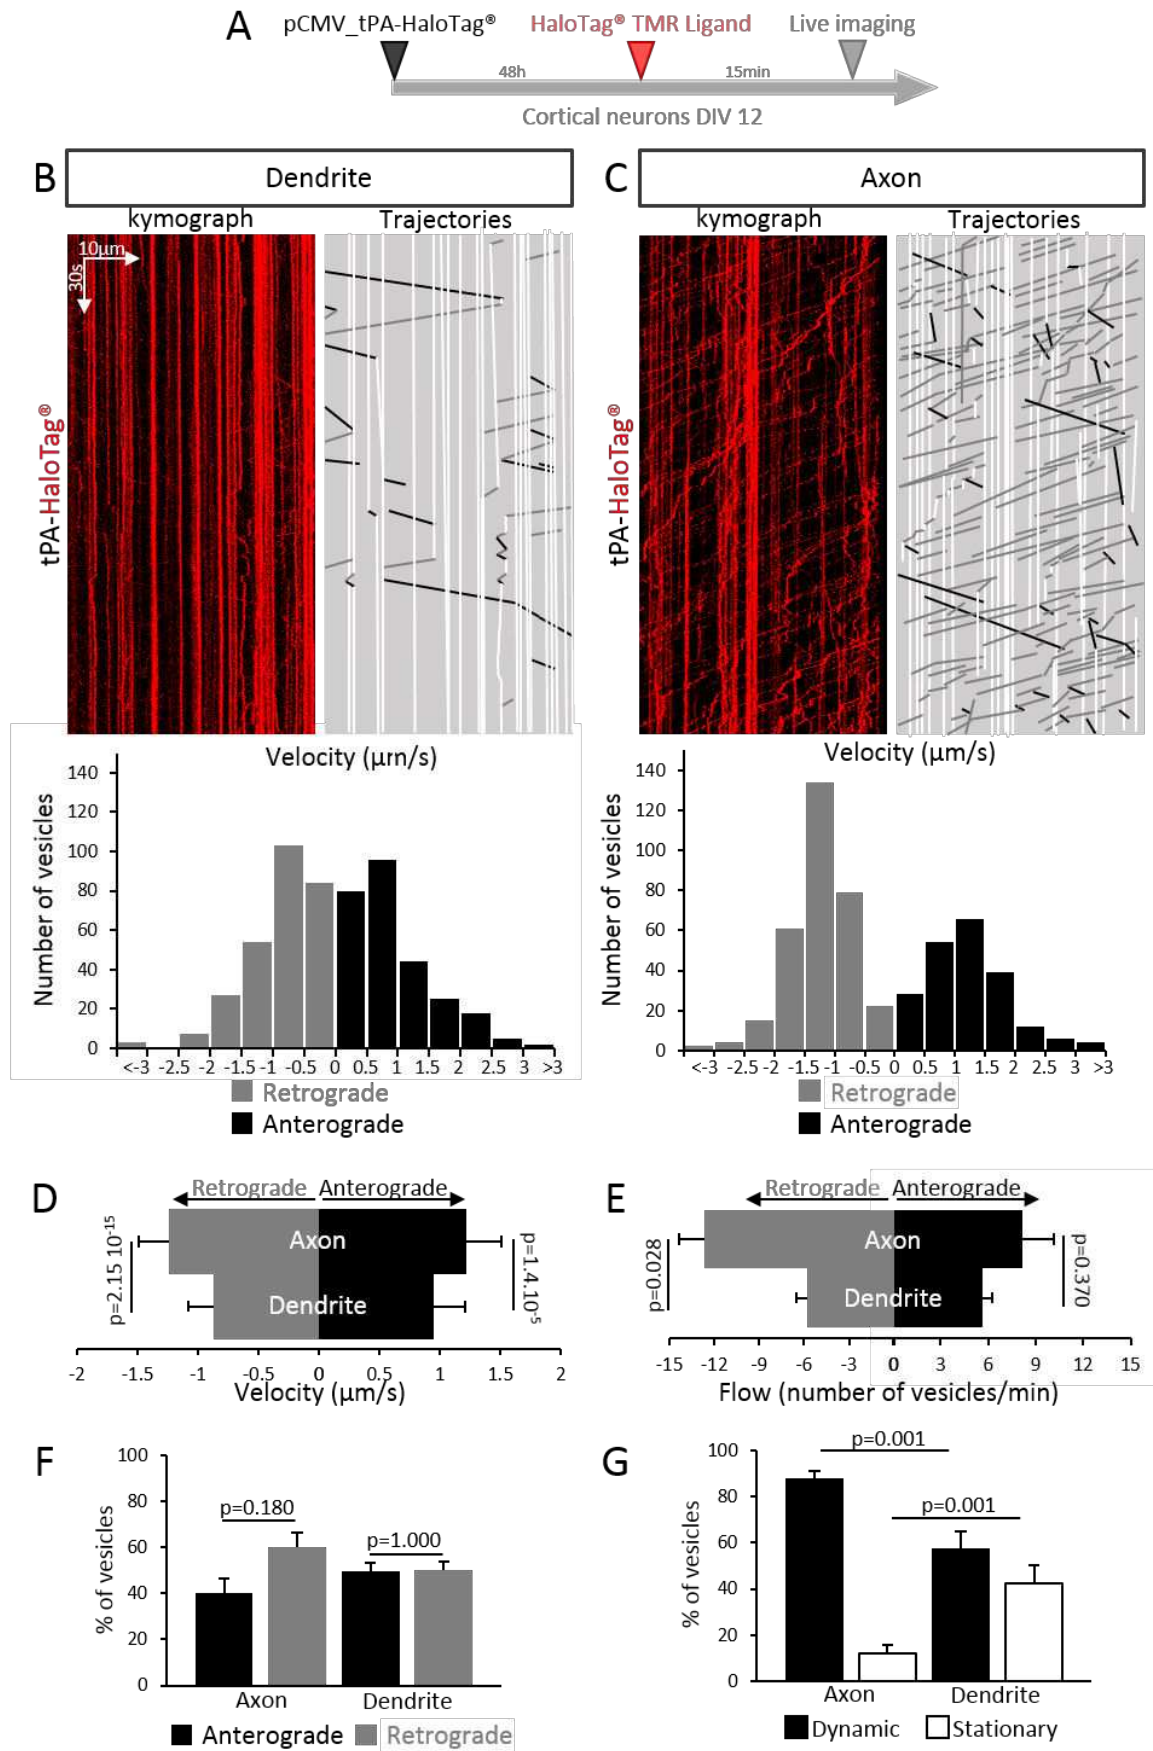 A
pCMV_tPA-HaloTag® HaloTag® TMR Ligand Live imaging
48h 15min
Cortical neurons DIV 12
B Dendrite
kymograph Trajectories
10µm
30s
tPA-HaloTag®
Velocity (µm/s)
Number of vesicles
140
120
100
80
60
40
20
0
<-3 -2.5 -2 -1.5 -1 -0.5 0 0.5 1 1.5 2 2.5 3 >3
Retrograde
Anterograde
C Axon
kymograph Trajectories
tPA-HaloTag®
Velocity (µm/s)
Number of vesicles
140
120
100
80
60
40
20
0
<-3 -2.5 -2 -1.5 -1 -0.5 0 0.5 1 1.5 2 2.5 3 >3
Retrograde
Anterograde
D
Retrograde Anterograde
Axon
Dendrite
p=2.15 10-15
p=1.4.10-5
-2 -1.5 -1 -0.5 0 0.5 1 1.5 2
Velocity (µm/s)
E
Retrograde Anterograde
Axon
Dendrite
p=0.028
p=0.370
-15 -12 -9 -6 -3 0 3 6 9 12 15
Flow (number of vesicles/min)
F
% of vesicles
100
80
60
40
20
0
p=0.180
p=1.000
Axon Dendrite
Anterograde Retrograde
G
% of vesicles
100
80
60
40
20
0
p=0.001
p=0.001
Axon Dendrite
Dynamic Stationary